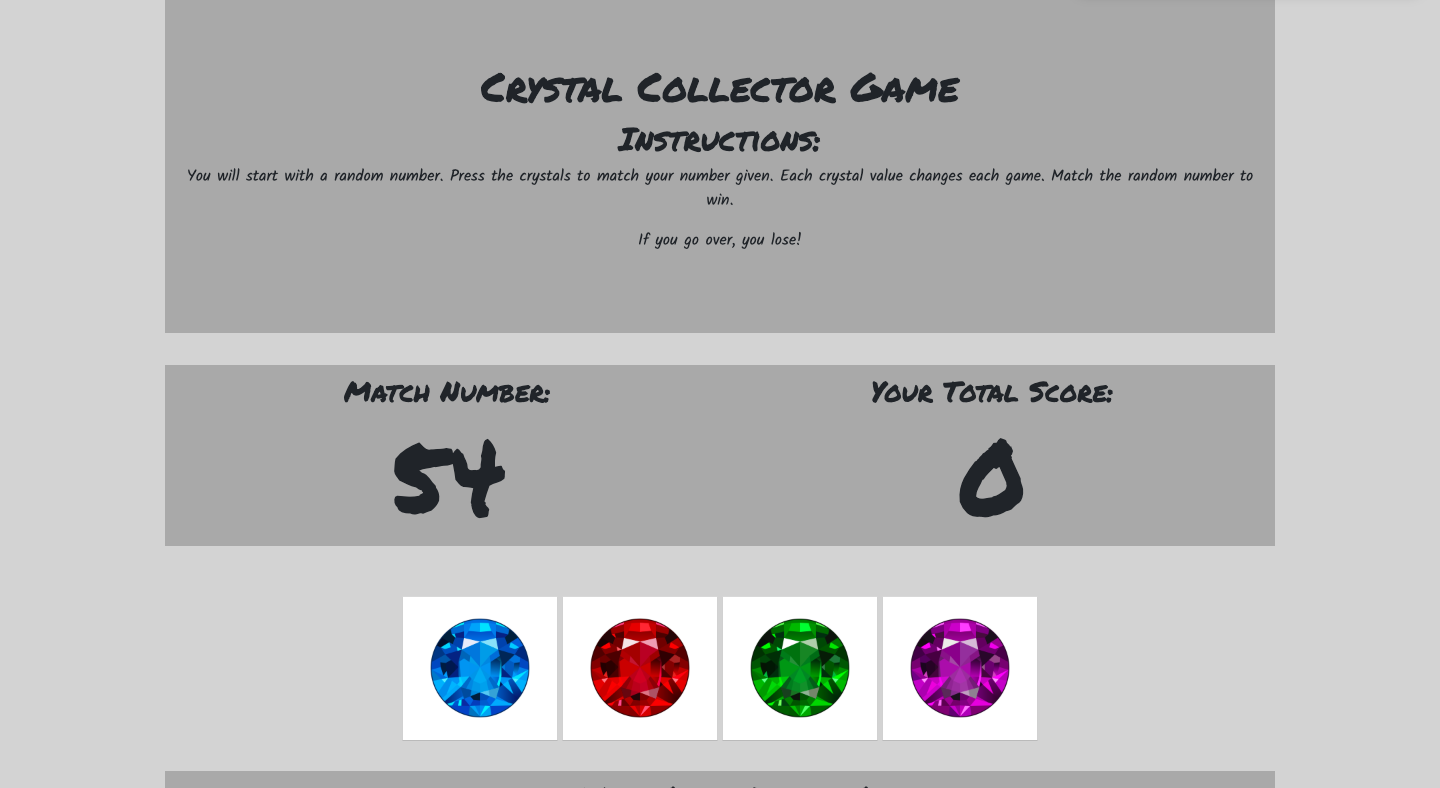 Crystal Collector Game
Instructions:
You will start with a random number. Press the crystals to match your number given. Each crystal value changes each game. Match the random number to
win.
If you go over, you lose!
Match Number:
Your Total Score:
54
0